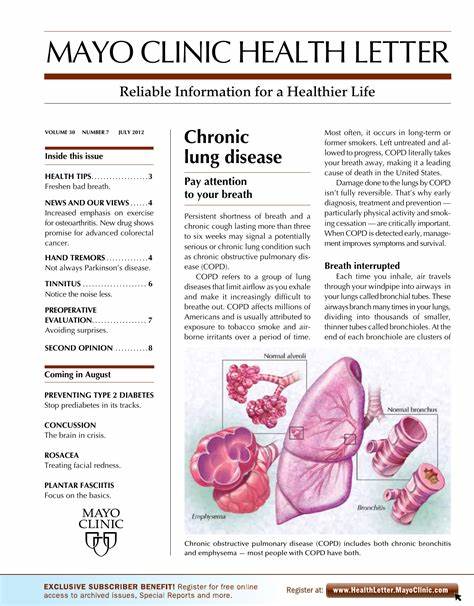 MAYO CLINIC HEALTH LETTER
Reliable Information for a Healthier Life
VOLUME 30 NUMBER 7 JULY 2012
Inside this issue
HEALTH TIPS....................3
Freshen bad breath.
NEWS AND OUR VIEWS.....4
Increased emphasis on exercise
for osteoarthritis. New drug shows
promise for advanced colorectal
cancer.
HAND TREMORS.............4
Not always Parkinson's disease.
TINNITUS ......................6
Notice the noise less.
PREOPERATIVE
EVALUATION....................7
Avoiding surprises.
SECOND OPINION ...........8
Coming in August
PREVENTING TYPE 2 DIABETES
Stop prediabetes in its tracks.
CONCUSSION
The brain in crisis.
ROSACEA
Treating facial redness.
PLANTAR FASCIITIS
Focus on the basics.
MAYO
CLINIC
Chronic
lung disease
Pay attention
to your breath
Persistent shortness of breath and a
chronic cough lasting more than three
to six weeks may signal a potentially
serious or chronic lung condition such
as chronic obstructive pulmonary dis-
ease (COPD).
COPD refers to a group of lung
diseases that limit airflow as you exhale
and make it increasingly difficult to
breathe out. COPD affects millions of
Americans and is usually attributed to
exposure to tobacco smoke and air-
borne irritants over a period of time.
Most often, it occurs in long-term or
former smokers. Left untreated and al-
lowed to progress, COPD literally takes
your breath away, making it a leading
cause of death in the United States.
Damage done to the lungs by COPD
isn't fully reversible. That's why early
diagnosis, treatment and prevention —
particularly physical activity and smok-
ing cessation — are critically important.
When COPD is detected early, manage-
ment improves symptoms and survival.
Breath interrupted
Each time you inhale, air travels
through your windpipe into airways in
your lungs called bronchial tubes. These
airways branch many times in your lungs,
dividing into thousands of smaller,
thinner tubes called bronchioles. At the
end of each bronchiole are clusters of
Normal alveoli
Normal bronchus
Emphysema
Bronchitis
Chronic obstructive pulmonary disease (COPD) includes both chronic bronchitis
and emphysema — most people with COPD have both.
EXCLUSIVE SUBSCRIBER BENEFIT! Register for free online
access to archived issues, Special Reports and more.
Register at: www.HealthLetter.MayoClinic.com